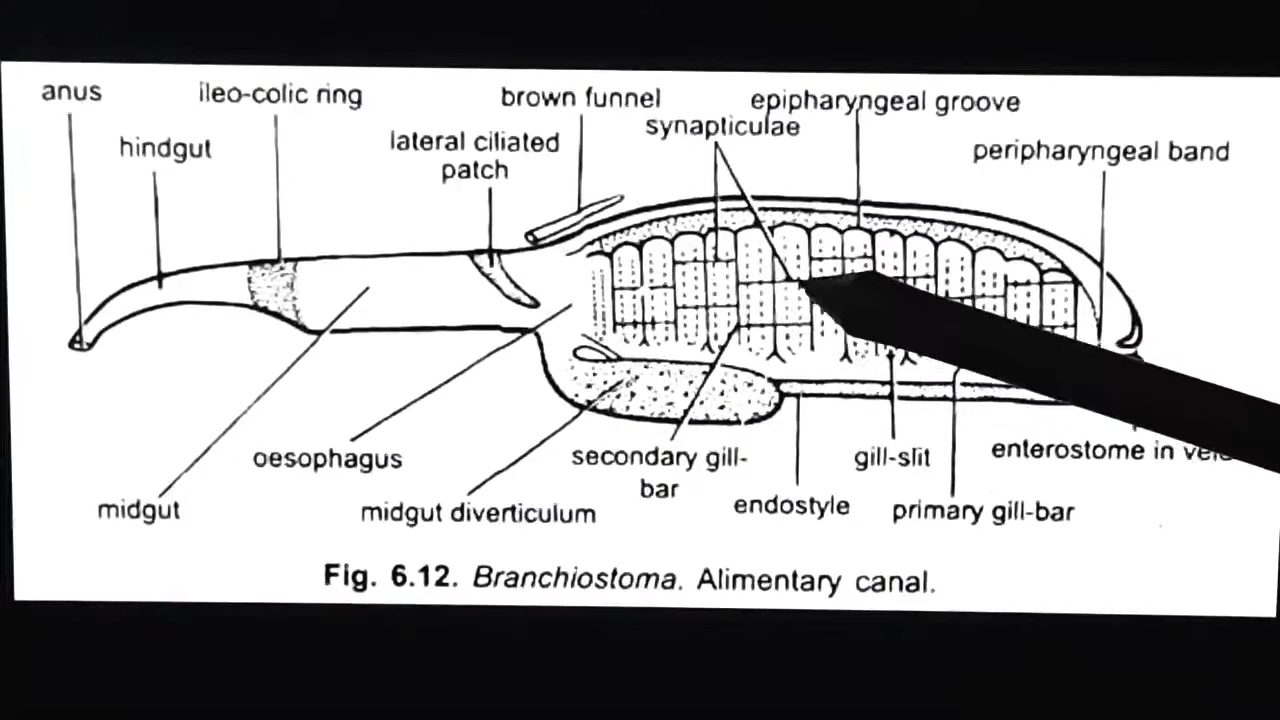 anus
ileo-colic ring
brown funnel
epipharyngeal groove
synapticulae
hindgut
lateral ciliated
patch
peripharyngeal band
oesophagus
secondary gill-
bar
gill-slit
enterostome in
midgut
midgut diverticulum
endostyle
primary gill-bar
Fig. 6.12. Branchiostoma. Alimentary canal.